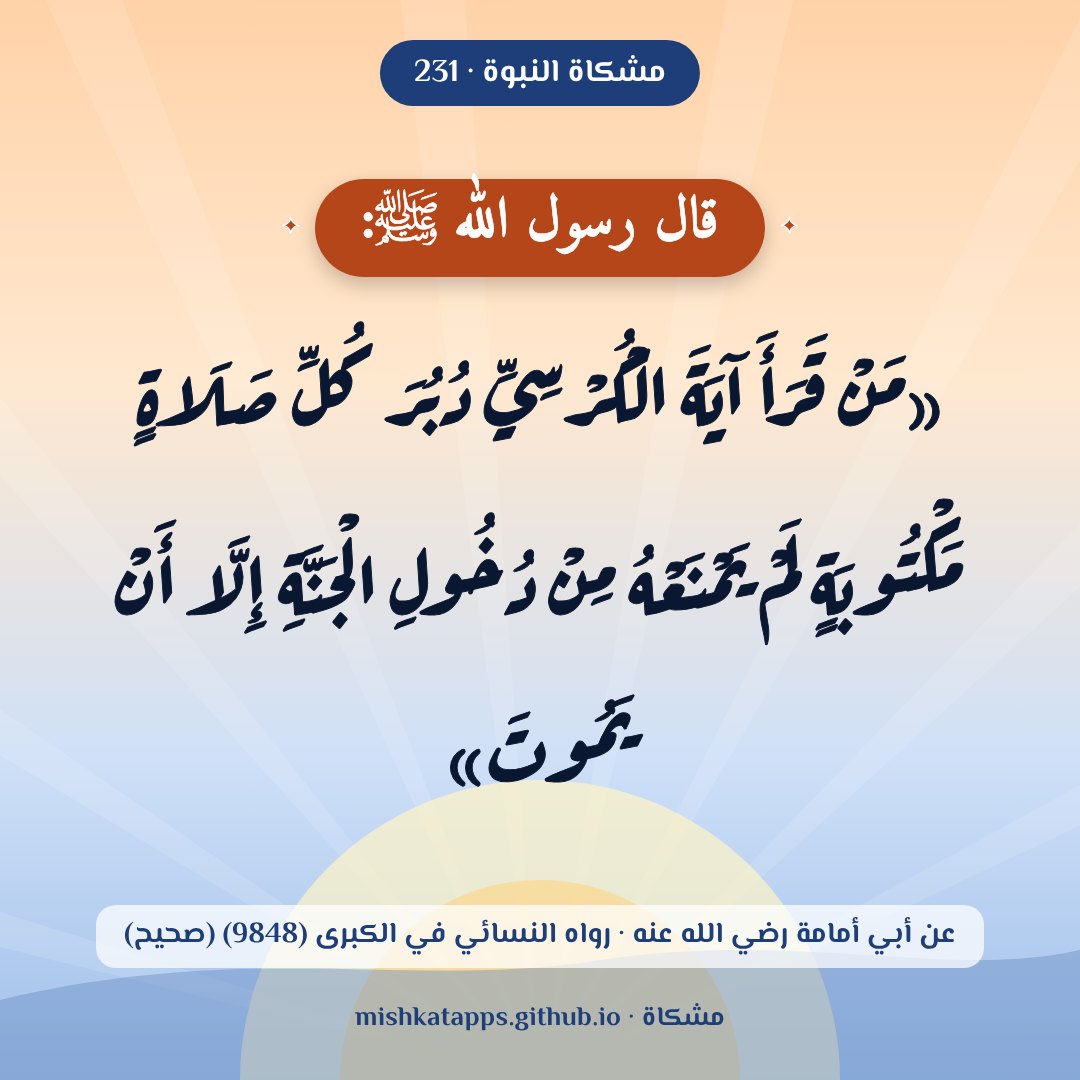 مشكاة النبوة · 231
قال رسول الله ﷺ:
«مَنْ قَرَأَ آيَةَ الْكُرْسِيِّ دُبُرَ كُلِّ صَلَاةٍ
مَكْتُوبَةٍ لَمْ يَمْنَعْهُ مِنْ دُخُولِ الْجَنَّةِ إِلَّا أَنْ
يَمُوتَ»
عن أبي أمامة رضي الله عنه · رواه النسائي في الكبرى (9848) (صحيح)
مشكاة · mishkatapps.github.io